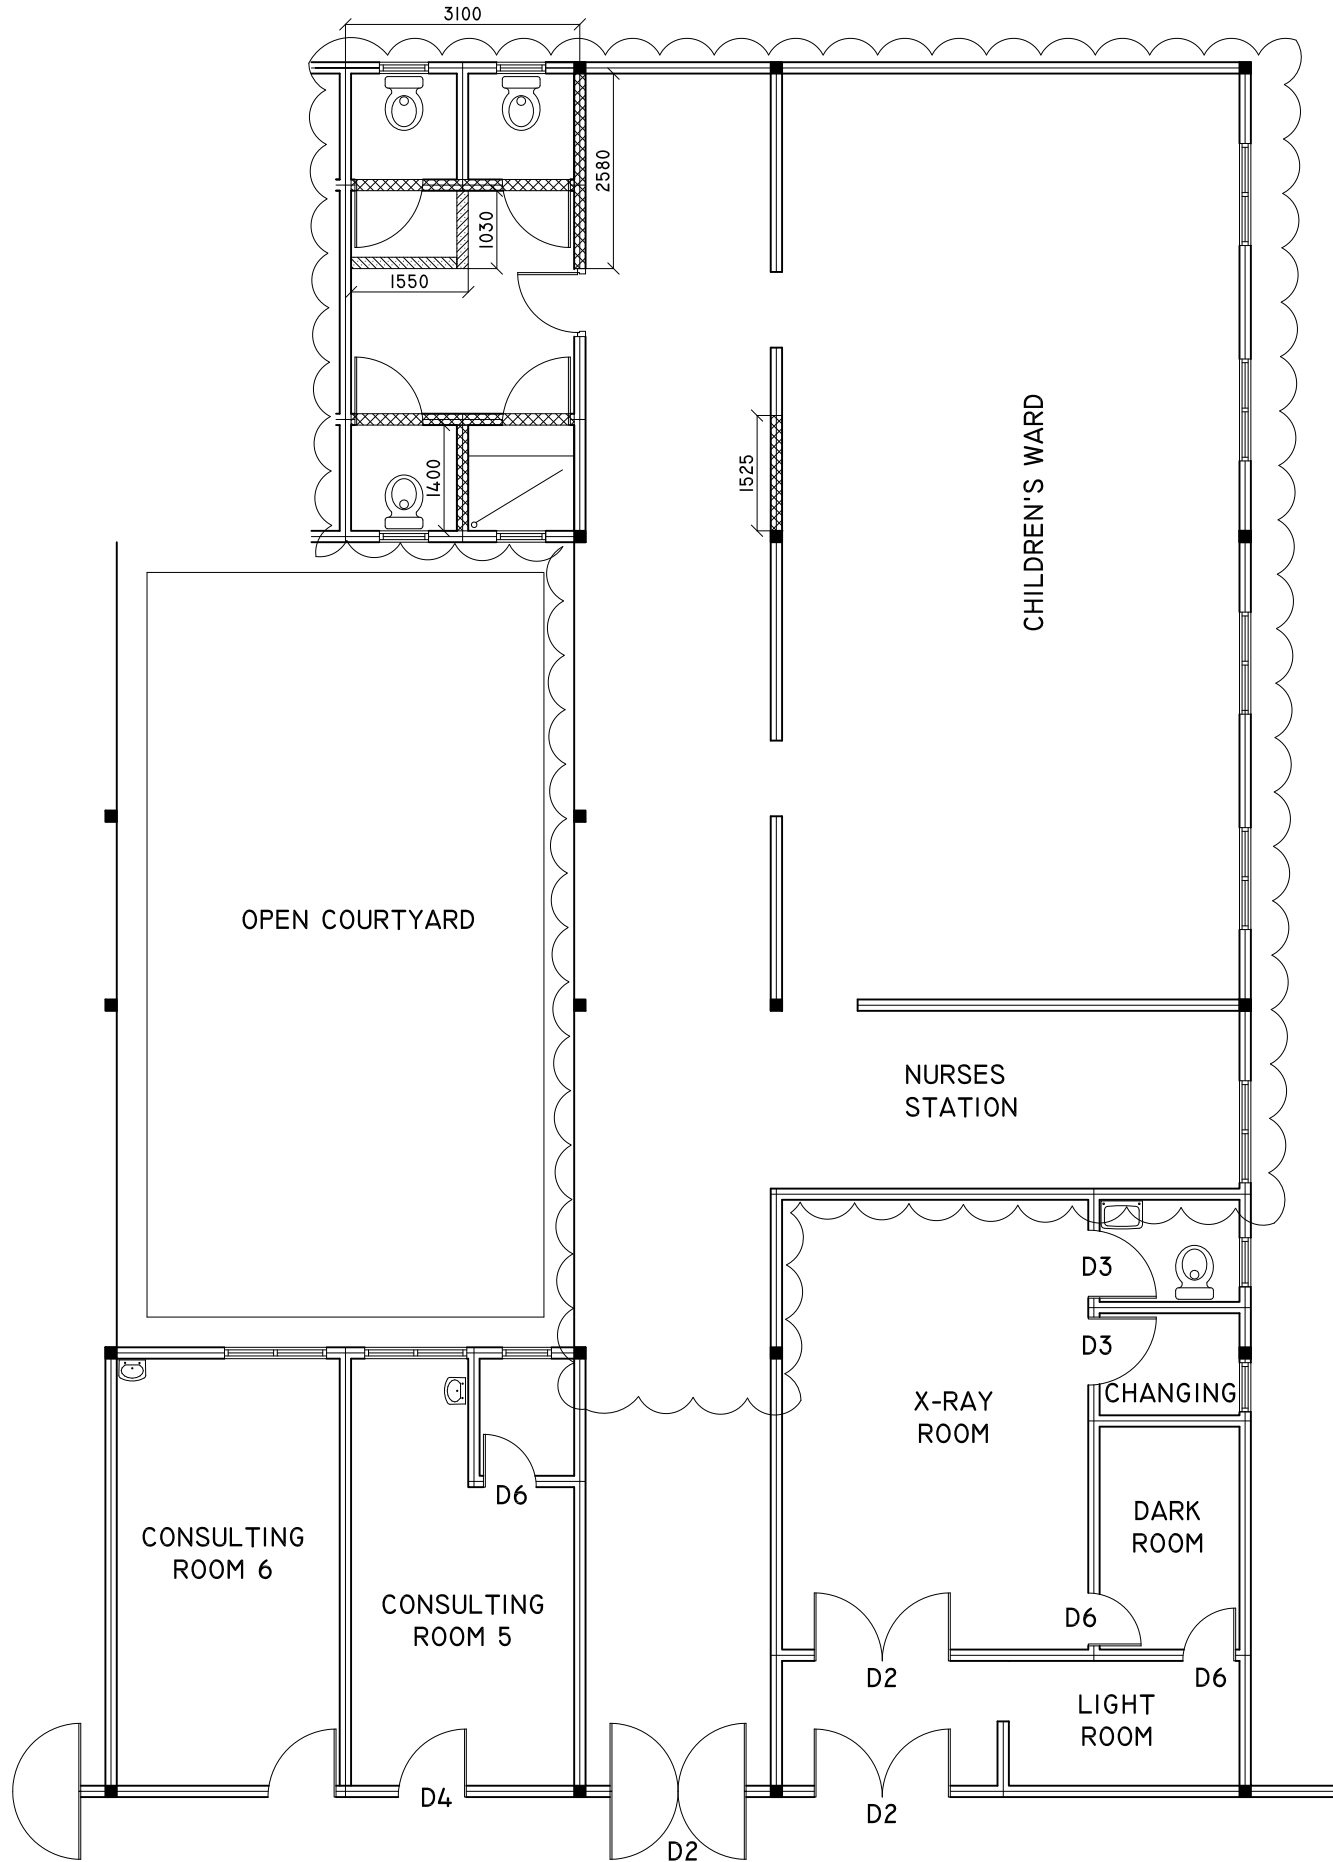 3100
2580
1030
1550
1400
1525
CHILDREN'S WARD
OPEN COURTYARD
NURSES
STATION
D3
D3
CHANGING
X-RAY
ROOM
D6
DARK
ROOM
CONSULTING
ROOM 6
CONSULTING
ROOM 5
D6
D2
D6
LIGHT
ROOM
D4
D2
D2